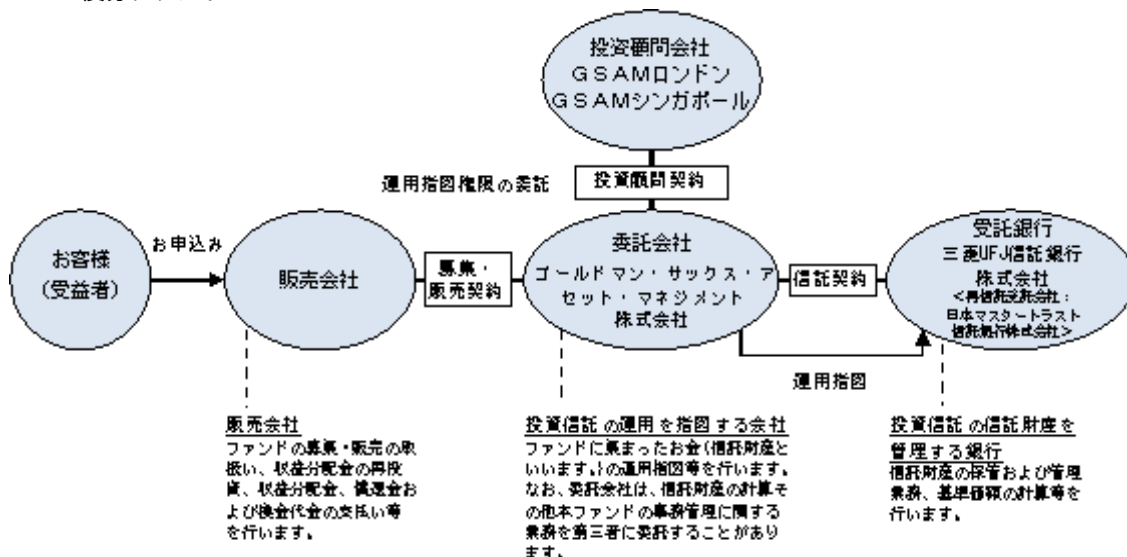 投資顧問会社
GSAMロンドン
GSAMシンガポール
運用指図権限の委託
投資顧問契約
お客様
(受益者)
お申込み
販売会社
募集・
販売契約
委託会社
ゴールドマン・サックス・ア
セット・マネジメント
株式会社
信託契約
受託銀行
三菱UFJ信託銀行
株式会社
<再信託受託会社:
日本マスタートラスト
信託銀行株式会社>
運用指図
販売会社
ファンドの募集・販売の取
扱い、収益分配金の再投
資、収益分配金、償還金お
よび換金代金の支払い等
を行います。
投資信託の運用を指図する会社
ファンドに集まったお金(信託財産と
いいます。)の運用指図等を行います。
なお、委託会社は、信託財産の計算そ
の他本ファンドの事務管理に関する
業務を第三者に委託することがあり
ます。
投資信託の信託財産を
管理する銀行
信託財産の保管および管理
業務、基準価額の計算等を
行います。